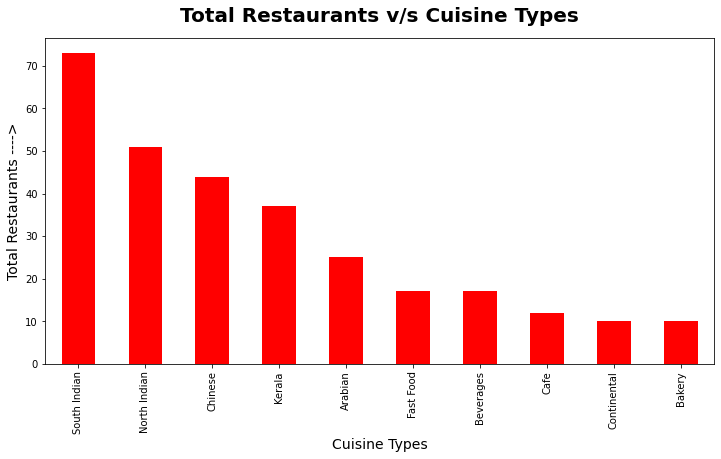 Total Restaurants v/s Cuisine Types
Total Restaurants ---->
70
60
50
40
30
20
10
0
South Indian
North Indian
Chinese
Kerala
Arabian
Fast Food
Beverages
Cafe
Continental
Bakery
Cuisine Types